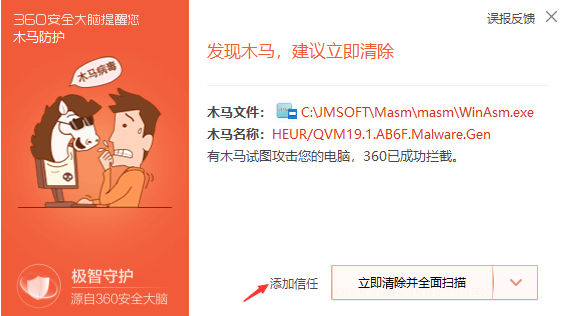 360安全大脑提醒您
木马防护
误报反馈
木马病毒
发现木马，建议立即清除
木马文件： C:\JMSOFT\Masm\masm\WinAsm.exe
木马名称：HEUR/QVM19.1.AB6F.Malware.Gen
有木马试图攻击您的电脑，360已成功拦截。
极智守护
源自360安全大脑
添加信任
立即清除并全面扫描